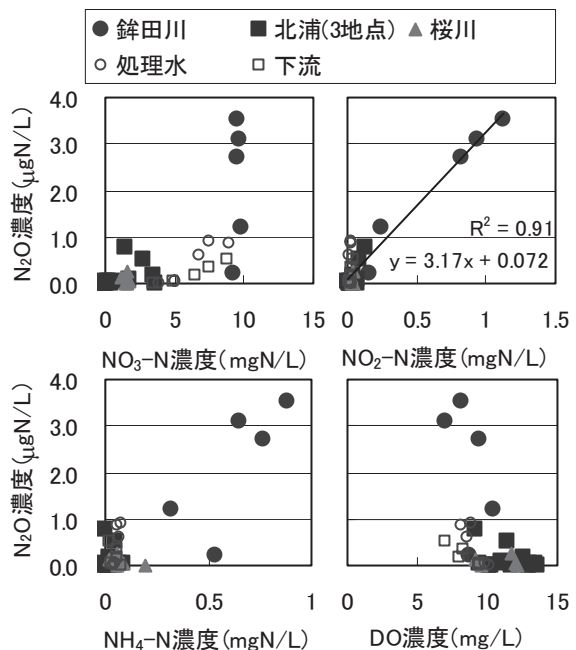 ●鉾田川 ■北浦(3地点) ▲桜川
○処理水 □下流
N₂O濃度(μgN/L)
4.0
3.0
2.0
1.0
0.0
0 5 10 15
NO₃-N濃度(mgN/L)
R² = 0.91
y = 3.17x + 0.072
0 0.5 1
NO₂-N濃度(mgN/L)
N₂O濃度(μgN/L)
4.0
3.0
2.0
1.0
0.0
0 0.5 1
NH₄-N濃度(mgN/L)
0 5 10 15
DO濃度(mg/L)